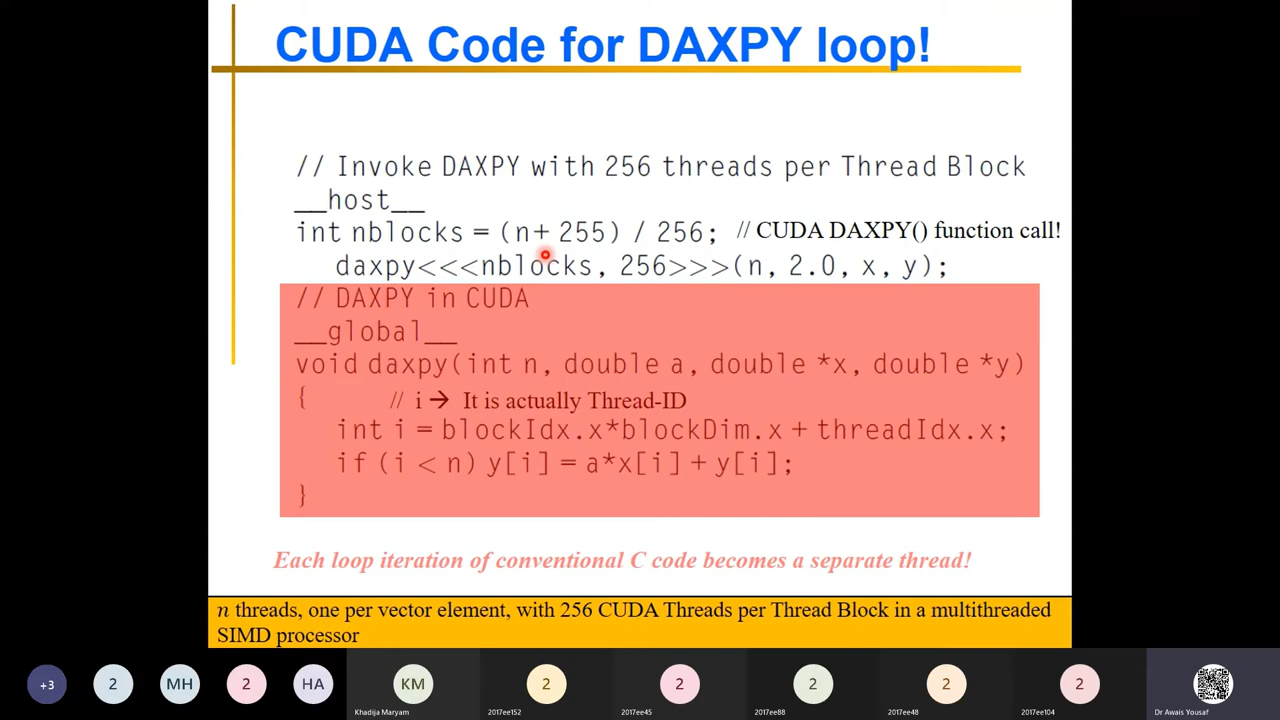 CUDA Code for DAXPY loop!
// Invoke DAXPY with 256 threads per Thread Block
__host__
int nblocks = (n+ 255) / 256; // CUDA DAXPY() function call!
daxpy<<<nblocks, 256>>>(n, 2.0, x, y);
// DAXPY in CUDA
__global__
void daxpy(int n, double a, double *x, double *y)
{ // i → It is actually Thread-ID
int i = blockIdx.x*blockDim.x + threadIdx.x;
if (i < n) y[i] = a*x[i] + y[i];
}
Each loop iteration of conventional C code becomes a separate thread!
n threads, one per vector element, with 256 CUDA Threads per Thread Block in a multithreaded
SIMD processor
+3 2 MH 2 HA KM 2 2 2 2 2
Khadija Maryam 2017ee152 2017ee45 2017ee88 2017ee48 2017ee104 Dr Awais Yousaf